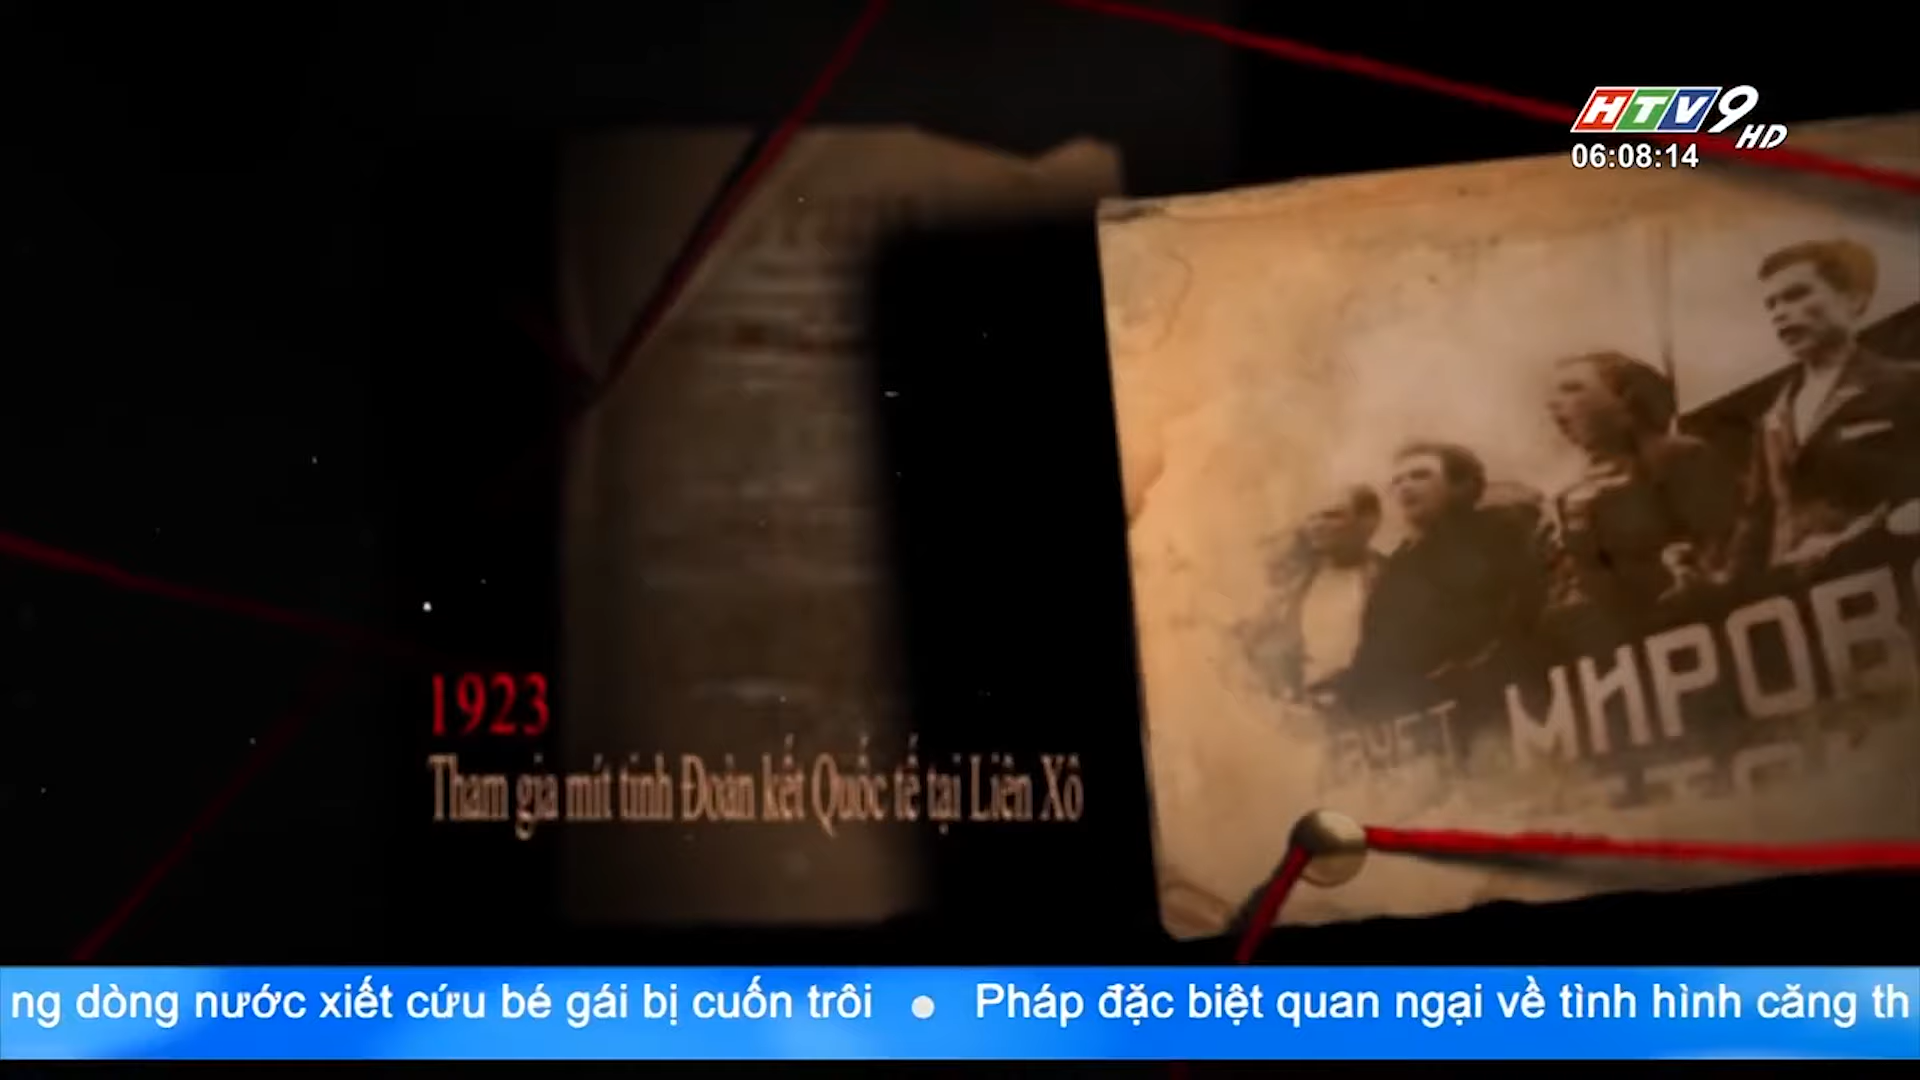 HTV9 HD
06:08:14
МИРОВ
1923
Tham gia mít tinh Đoàn kết Quốc tế tại Liên Xô
ng dòng nước xiết cứu bé gái bị cuốn trôi ● Pháp đặc biệt quan ngại về tình hình căng th